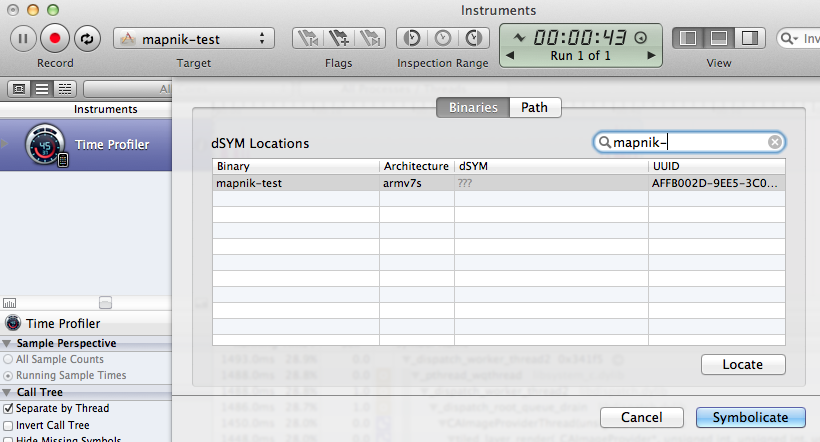 Instruments
mapnik-test
00:00:43
Run 1 of 1
Inv
Record
Target
Flags
Inspection Range
View
Al
Instruments
Time Profiler
Binaries
Path
dSYM Locations
mapnik-
Binary
Architecture
dSYM
UUID
mapnik-test
armv7s
???
AFFB002D-9EE5-3C0...
Locate
Time Profiler
Sample Perspective
All Sample Counts
Running Sample Times
Call Tree
Separate by Thread
Invert Call Tree
Hide Missing Symbols
Cancel
Symbolicate